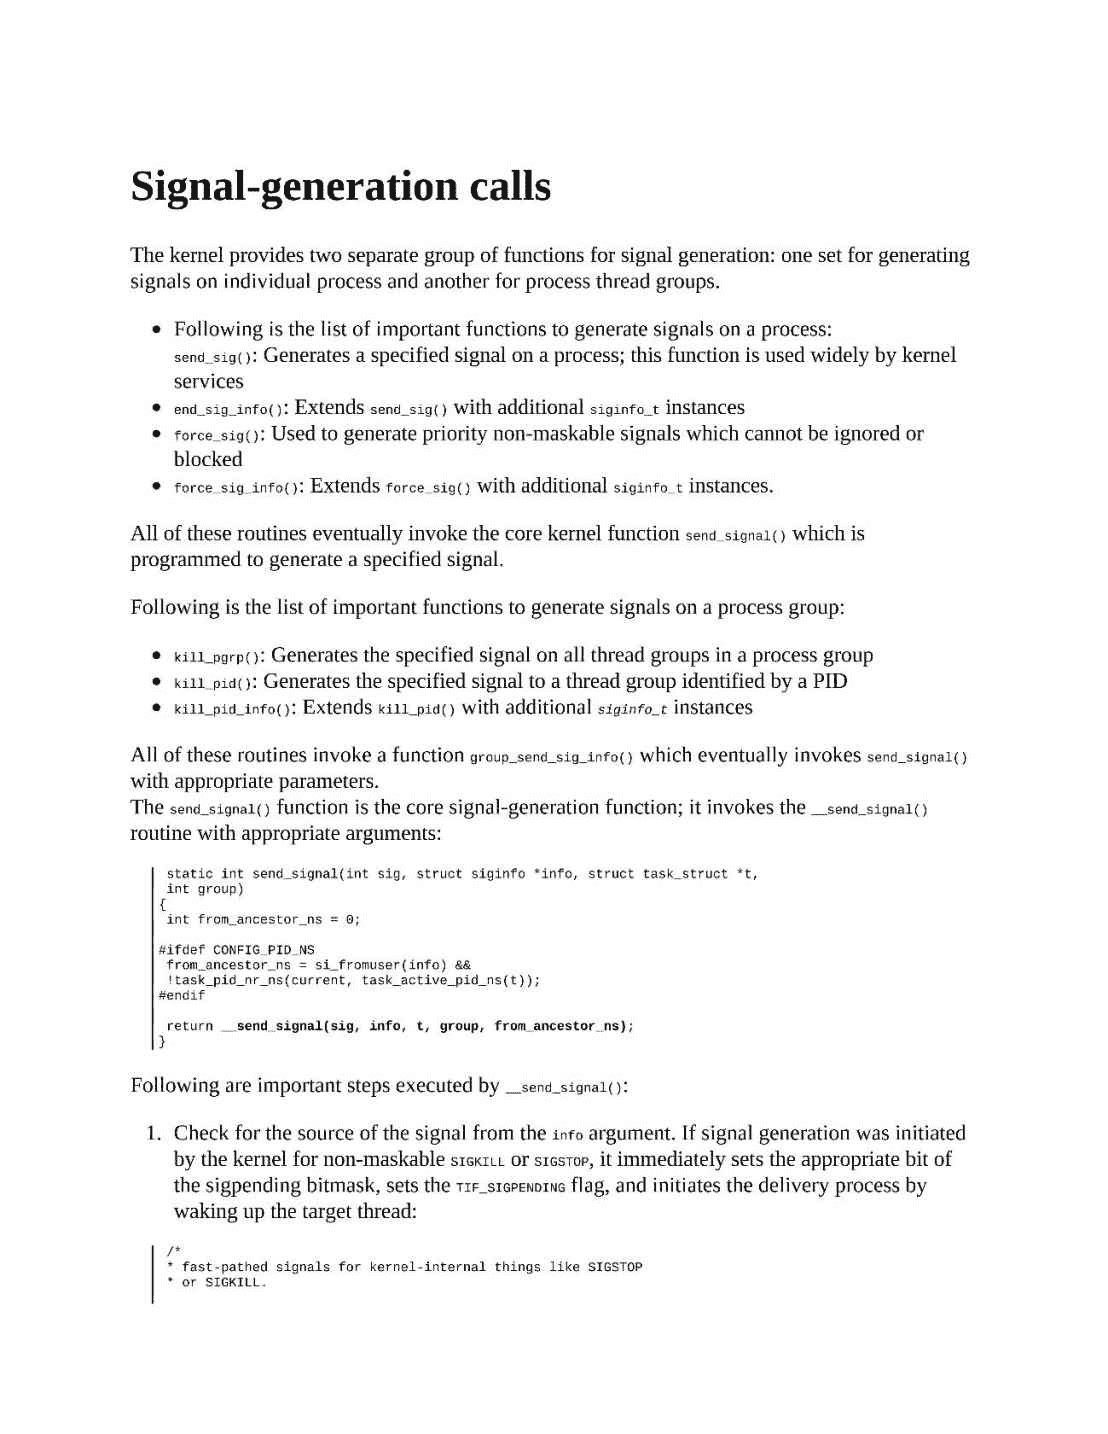 Signal-generation calls
The kernel provides two separate group of functions for signal generation: one set for generating
signals on individual process and another for process thread groups.
• Following is the list of important functions to generate signals on a process:
send_sig(): Generates a specified signal on a process; this function is used widely by kernel
services
• end_sig_info(): Extends send_sig() with additional siginfo_t instances
• force_sig(): Used to generate priority non-maskable signals which cannot be ignored or
blocked
• force_sig_info(): Extends force_sig() with additional siginfo_t instances.
All of these routines eventually invoke the core kernel function send_signal() which is
programmed to generate a specified signal.
Following is the list of important functions to generate signals on a process group:
• kill_pgrp(): Generates the specified signal on all thread groups in a process group
• kill_pid(): Generates the specified signal to a thread group identified by a PID
• kill_pid_info(): Extends kill_pid() with additional siginfo_t instances
All of these routines invoke a function group_send_sig_info() which eventually invokes send_signal()
with appropriate parameters.
The send_signal() function is the core signal-generation function; it invokes the __send_signal()
routine with appropriate arguments:
static int send_signal(int sig, struct siginfo *info, struct task_struct *t,
int group)
{
int from_ancestor_ns = 0;
#ifdef CONFIG_PID_NS
from_ancestor_ns = si_fromuser(info) &&
!task_pid_nr_ns(current, task_active_pid_ns(t));
#endif
return __send_signal(sig, info, t, group, from_ancestor_ns);
}
Following are important steps executed by __send_signal():
1. Check for the source of the signal from the info argument. If signal generation was initiated
by the kernel for non-maskable SIGKILL or SIGSTOP, it immediately sets the appropriate bit of
the sigpending bitmask, sets the TIF_SIGPENDING flag, and initiates the delivery process by
waking up the target thread:
/*
* fast-pathed signals for kernel-internal things like SIGSTOP
* or SIGKILL.